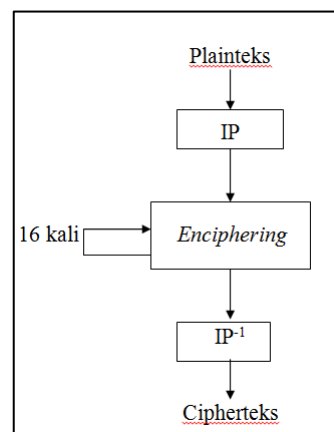 Plainteks
IP
16 kali
Enciphering
IP⁻¹
Cipherteks